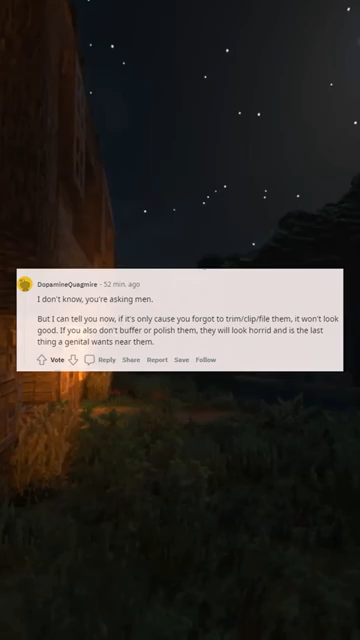 DopamineQuagmire · 52 min. ago
I don't know, you're asking men.
But I can tell you now, if it's only cause you forgot to trim/clip/file them, it won't look
good. If you also don't buffer or polish them, they will look horrid and is the last
thing a genital wants near them.
Vote Reply Share Report Save Follow